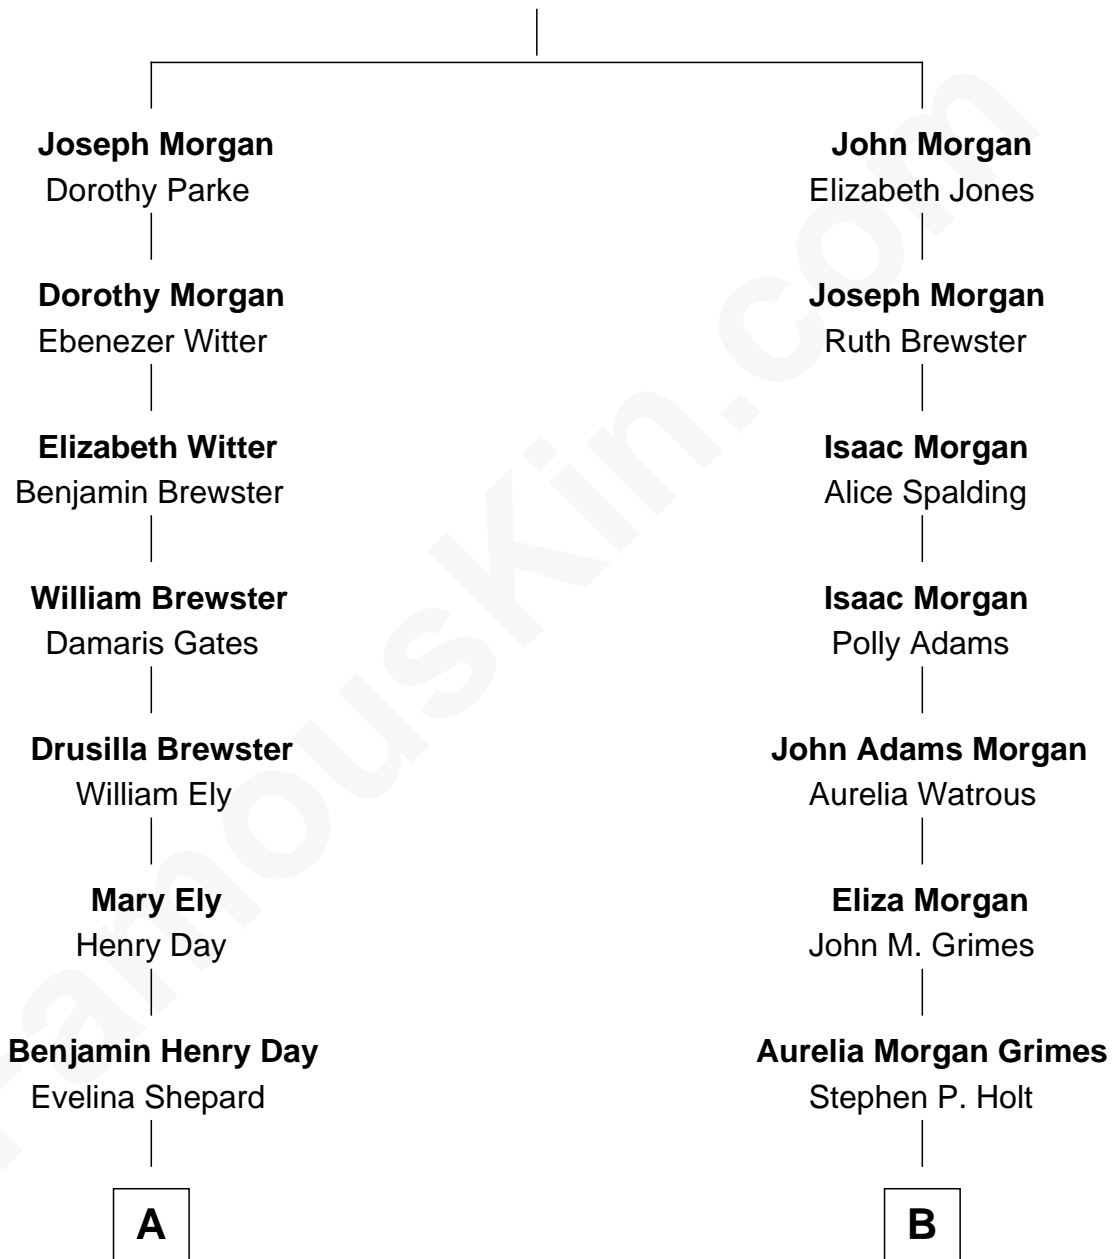 Joseph Morgan
Dorothy Parke
John Morgan
Elizabeth Jones
Dorothy Morgan
Ebenezer Witter
Joseph Morgan
Ruth Brewster
Elizabeth Witter
Benjamin Brewster
Isaac Morgan
Alice Spalding
William Brewster
Damaris Gates
Isaac Morgan
Polly Adams
Drusilla Brewster
William Ely
John Adams Morgan
Aurelia Watrous
Mary Ely
Henry Day
Eliza Morgan
John M. Grimes
Benjamin Henry Day
Evelina Shepard
Aurelia Morgan Grimes
Stephen P. Holt
A
B
FamousKin.com